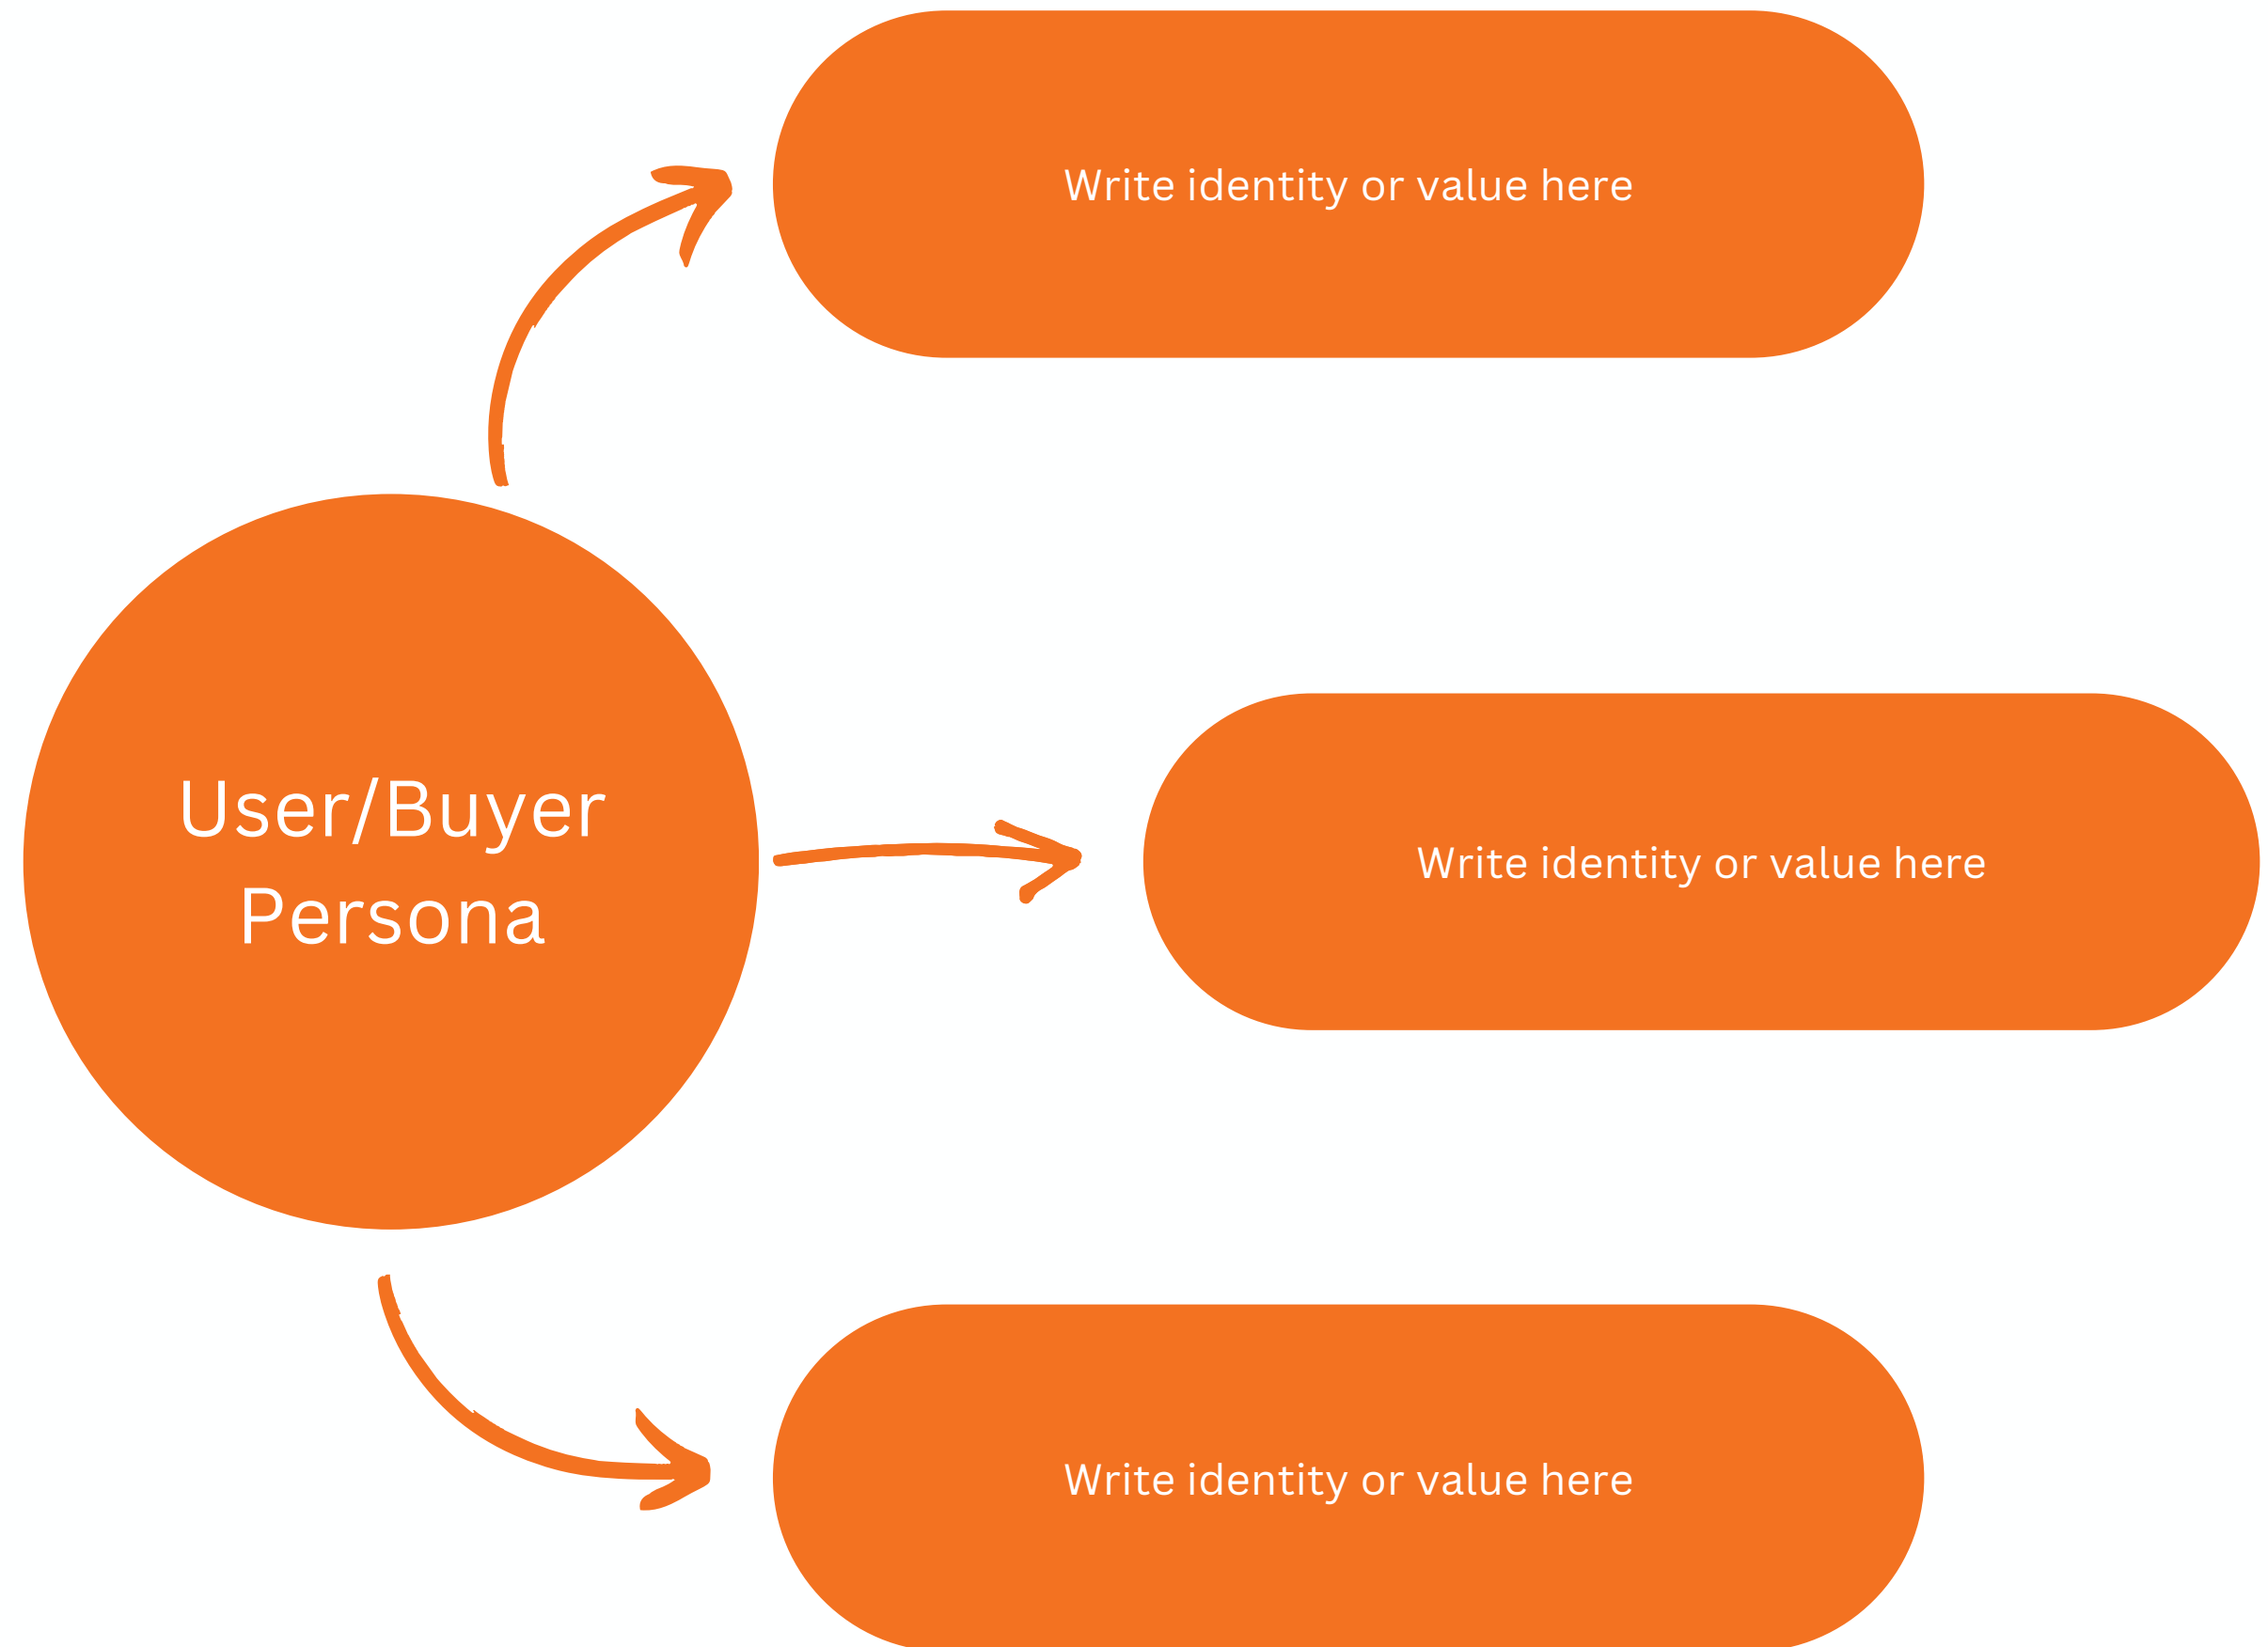 Write identity or value here
User/Buyer
Persona
Write identity or value here
Write identity or value here